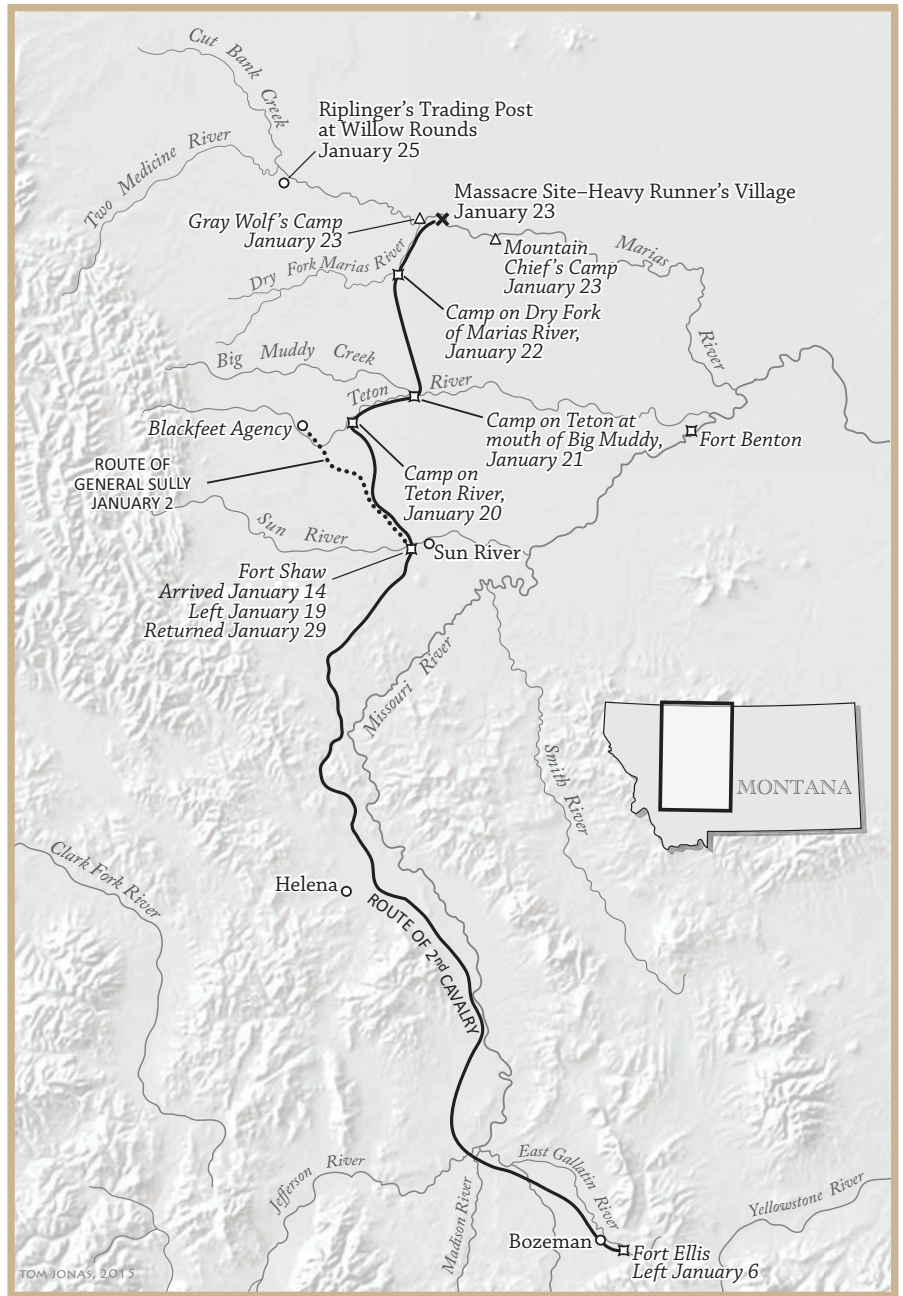 Cut Bank Creek
Riplinger's Trading Post
at Willow Rounds
January 25
Two Medicine River
Massacre Site–Heavy Runner's Village
January 23
Gray Wolf's Camp
January 23
Mountain
Chief's Camp
January 23
Marias
River
Dry Fork Marias River
Camp on Dry Fork
of Marias River,
January 22
Big Muddy Creek
Teton River
Blackfeet Agency
Camp on Teton at
mouth of Big Muddy,
January 21
Fort Benton
ROUTE OF
GENERAL SULLY
JANUARY 2
Camp on
Teton River,
January 20
Sun River
Sun River
Fort Shaw
Arrived January 14
Left January 19
Returned January 29
Missouri River
Smith River
MONTANA
Clark Fork River
Helena
ROUTE OF 2nd CAVALRY
East Gallatin River
Jefferson River
Madison River
Yellowstone River
Bozeman
Fort Ellis
Left January 6
TOM JONAS, 2015